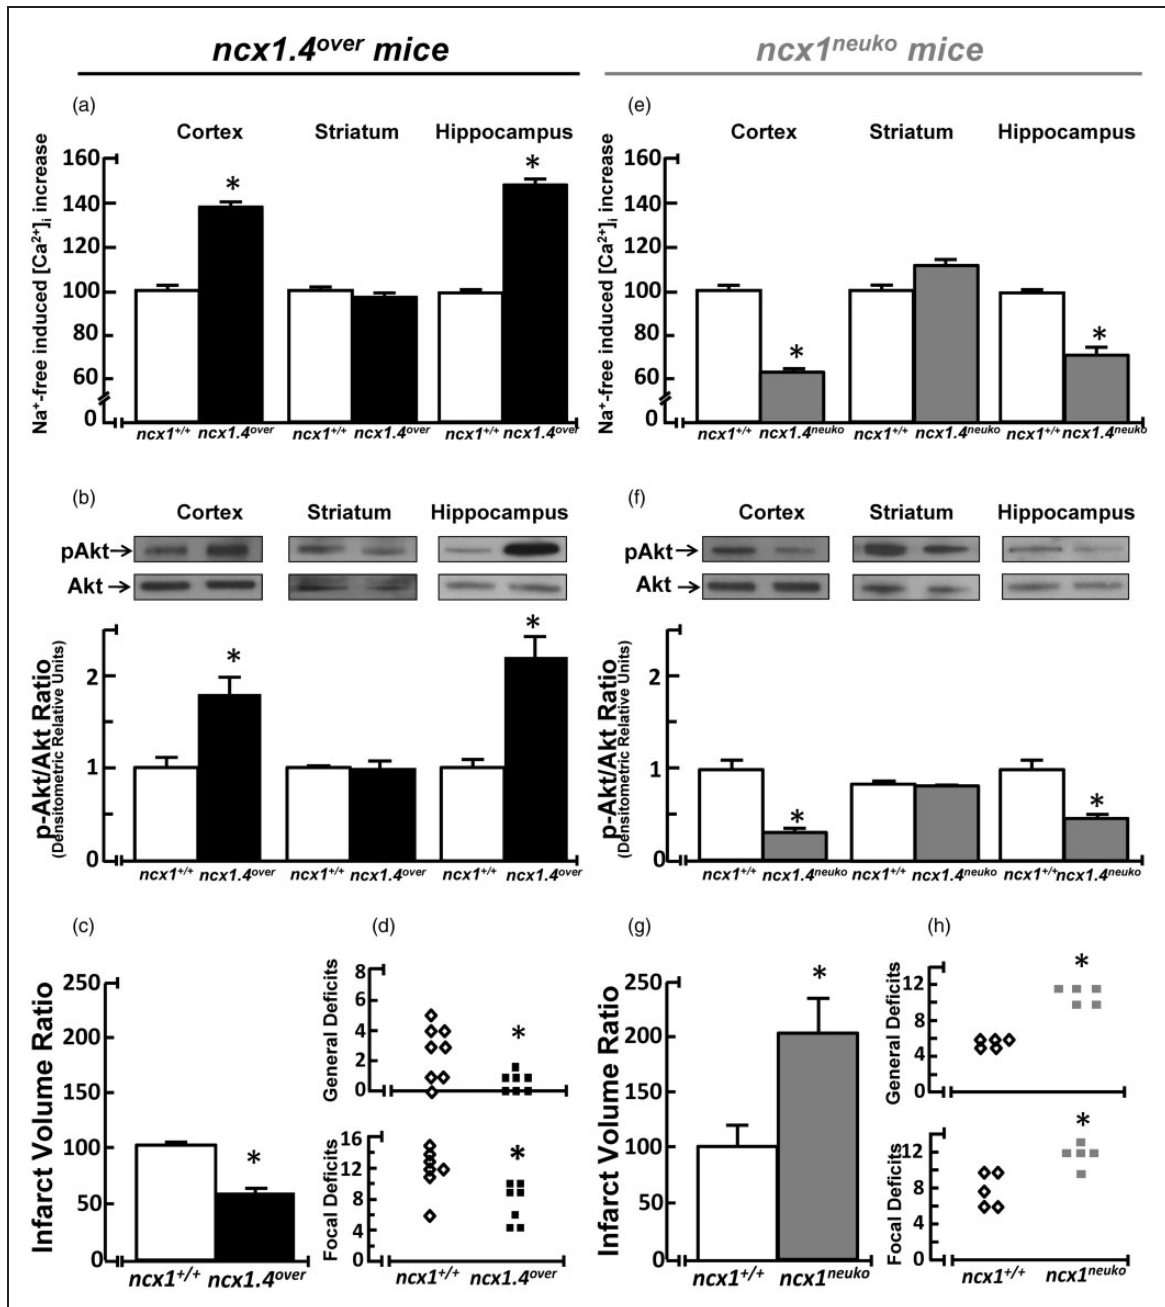 ncx1.4over mice
ncx1neuko mice
(a)
Cortex Striatum Hippocampus
Na+-free induced [Ca2+]i increase
160
140
120
100
80
60
0
* *
ncx1+/+ ncx1.4over ncx1+/+ ncx1.4over ncx1+/+ ncx1.4over
(e)
Cortex Striatum Hippocampus
Na+-free induced [Ca2+]i increase
160
140
120
100
80
60
0
* *
ncx1+/+ ncx1.4neuko ncx1+/+ ncx1.4neuko ncx1+/+ ncx1.4neuko
(b)
Cortex Striatum Hippocampus
pAkt
Akt
p-Akt/Akt Ratio
(Densitometric Relative Units)
2
1
0
* *
ncx1+/+ ncx1.4over ncx1+/+ ncx1.4over ncx1+/+ ncx1.4over
(f)
Cortex Striatum Hippocampus
pAkt
Akt
p-Akt/Akt Ratio
(Densitometric Relative Units)
2
1
0
* *
ncx1+/+ ncx1.4neuko ncx1+/+ ncx1.4neuko ncx1+/+ ncx1.4neuko
(c)
Infarct Volume Ratio
250
200
150
100
50
0
*
ncx1+/+ ncx1.4over
(d)
General Deficits
8
6
4
2
0
*
Focal Deficits
16
12
8
4
0
*
ncx1+/+ ncx1.4over
(g)
Infarct Volume Ratio
250
200
150
100
50
0
*
ncx1+/+ ncx1neuko
(h)
General Deficits
12
8
4
0
*
Focal Deficits
12
8
4
0
*
ncx1+/+ ncx1neuko